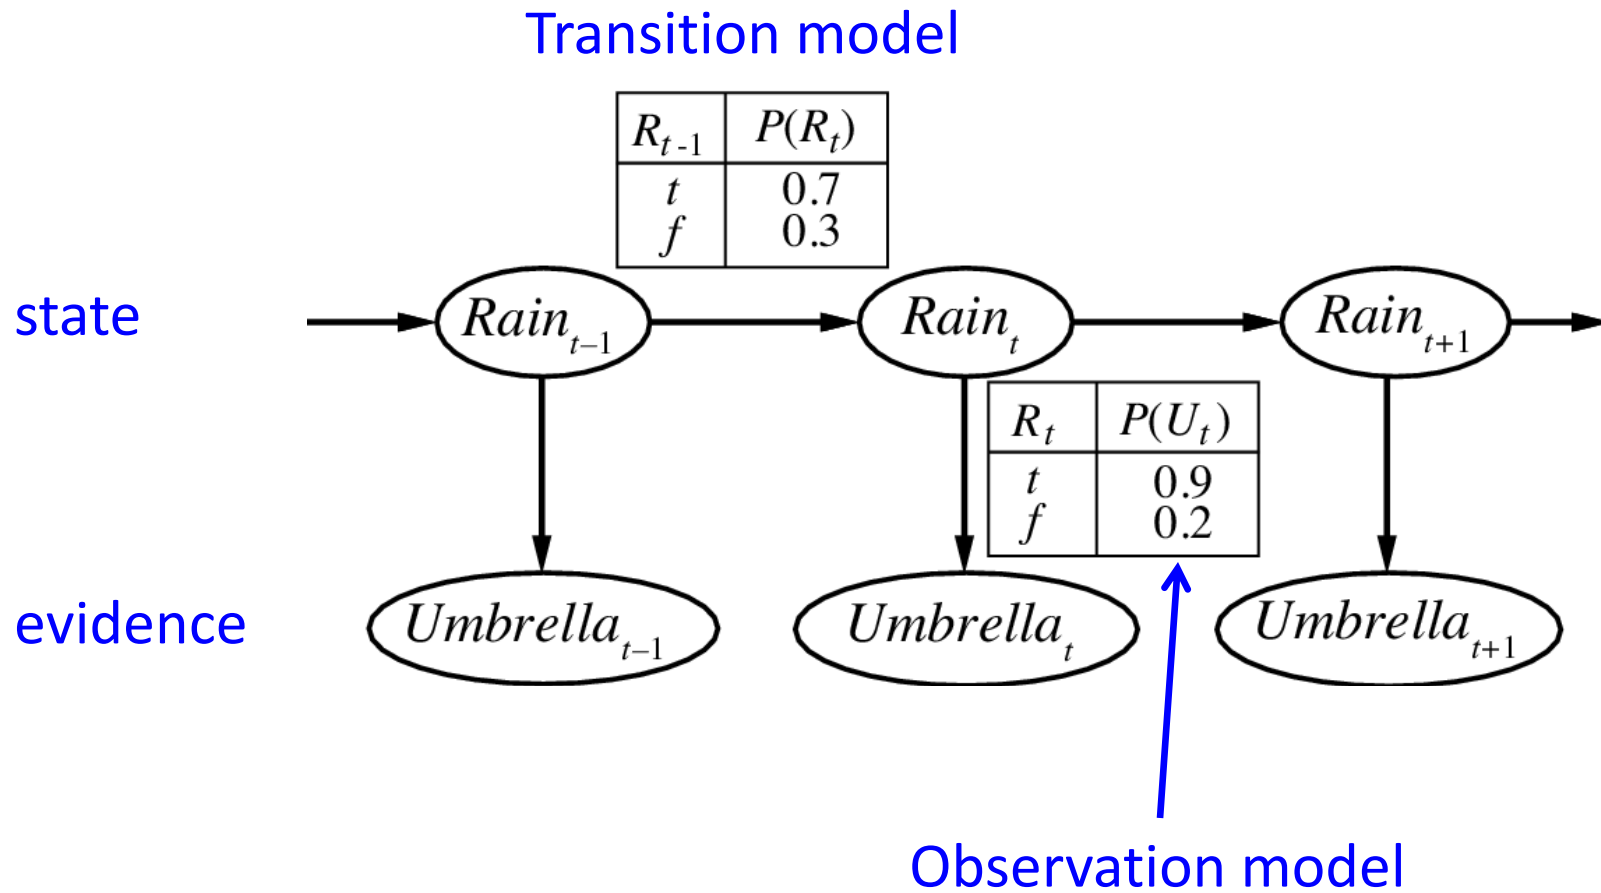 Transition model
R_{t-1} P(R_t)
t 0.7
f 0.3
state
Rain_{t–1} Rain_t Rain_{t+1}
R_t P(U_t)
t 0.9
f 0.2
evidence
Umbrella_{t–1} Umbrella_t Umbrella_{t+1}
Observation model